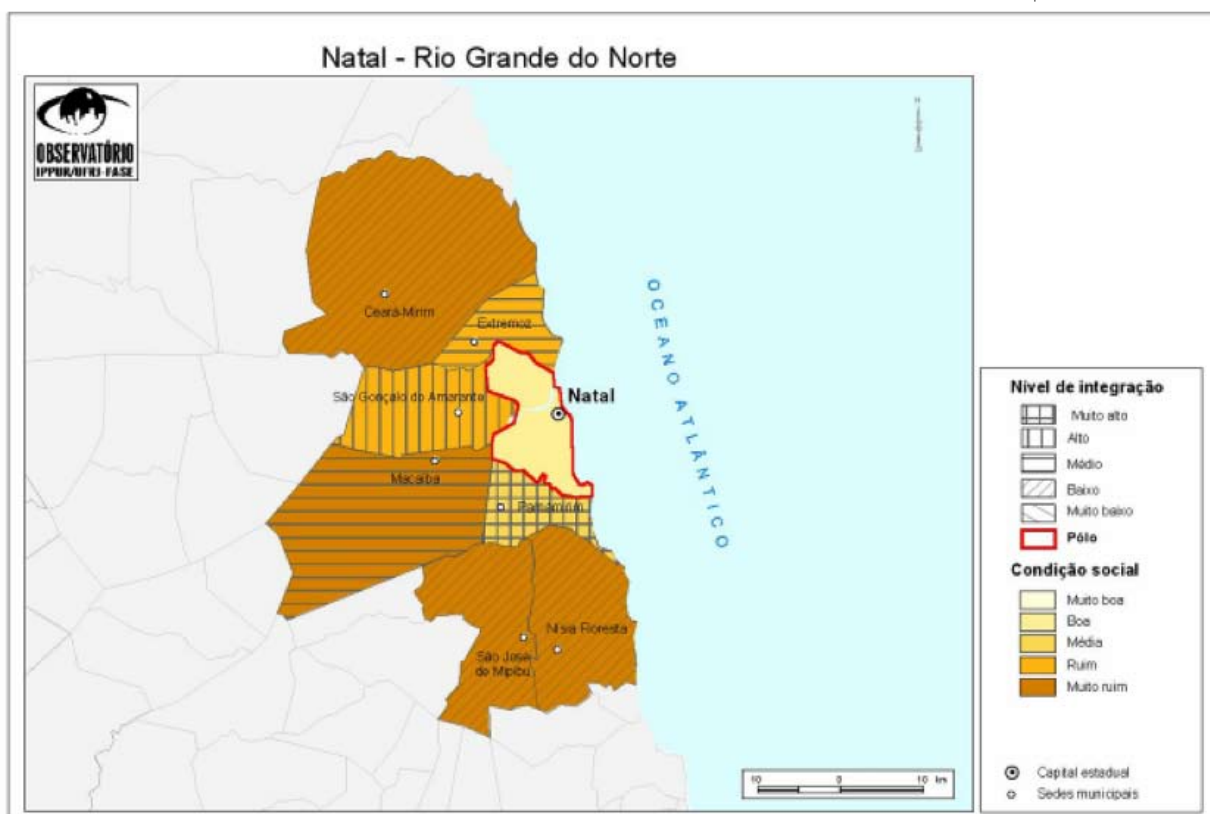 Natal - Rio Grande do Norte
OBSERVATÓRIO
IPPUR/UFRJ-FASE
Ceará-Mirim
Extremoz
São Gonçalo do Amarante
Natal
Macaíba
Parnamirim
Nísia Floresta
São José
de Mipibu
OCEANO ATLÂNTICO
10 0 10 km
Nível de integração
Muito alto
Alto
Médio
Baixo
Muito baixo
Pólo
Condição social
Muito boa
Boa
Média
Ruim
Muito ruim
Capital estadual
Sedes municipais